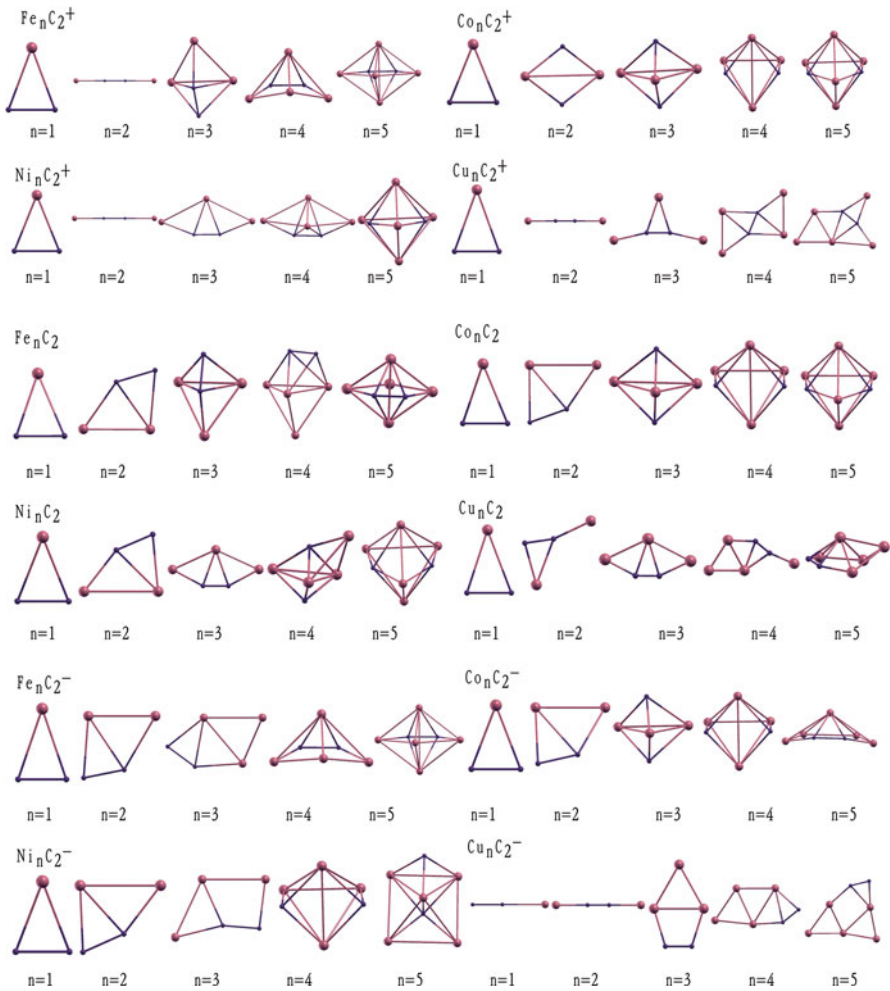 FenC2+ ConC2+
n=1 n=2 n=3 n=4 n=5 n=1 n=2 n=3 n=4 n=5
NinC2+ CunC2+
n=1 n=2 n=3 n=4 n=5 n=1 n=2 n=3 n=4 n=5
FenC2 ConC2
n=1 n=2 n=3 n=4 n=5 n=1 n=2 n=3 n=4 n=5
NinC2 CunC2
n=1 n=2 n=3 n=4 n=5 n=1 n=2 n=3 n=4 n=5
FenC2− ConC2−
n=1 n=2 n=3 n=4 n=5 n=1 n=2 n=3 n=4 n=5
NinC2− CunC2−
n=1 n=2 n=3 n=4 n=5 n=1 n=2 n=3 n=4 n=5